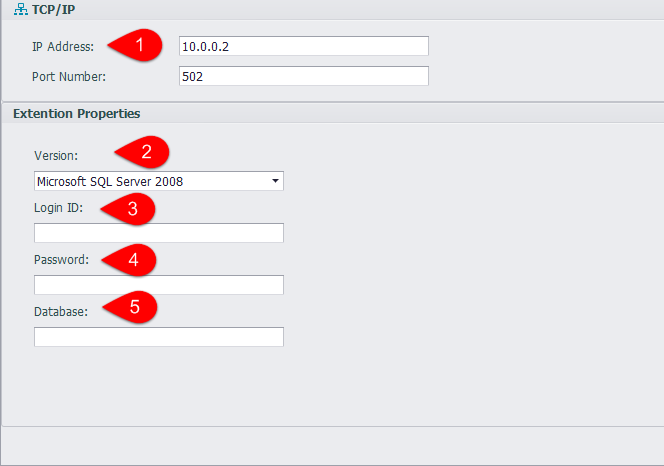 TCP/IP
IP Address: 1 10.0.0.2
Port Number: 502
Extention Properties
Version: 2
Microsoft SQL Server 2008
Login ID: 3
Password: 4
Database: 5